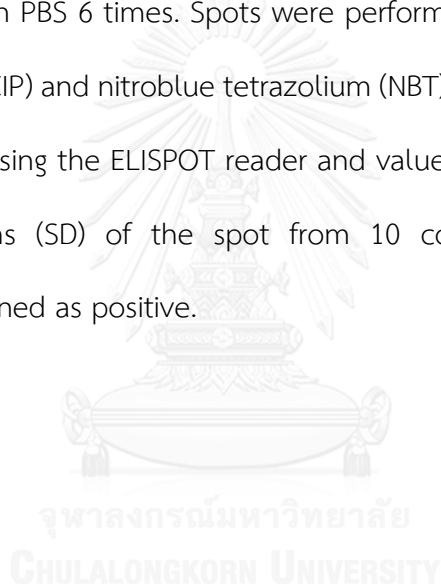 n PBS 6 times. Spots were perform
IP) and nitroblue tetrazolium (NBT)
sing the ELISPOT reader and value
ns (SD) of the spot from 10 co
ned as positive.
จุฬาลงกรณ์มหาวิทยาลัย
CHULALONGKORN UNIVERSITY